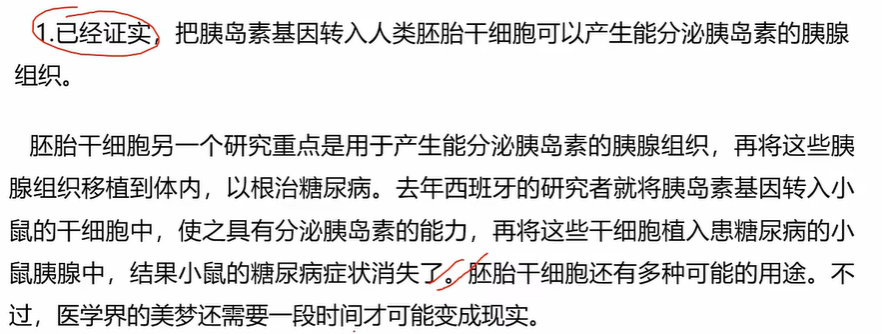 1.已经证实，把胰岛素基因转入人类胚胎干细胞可以产生能分泌胰岛素的胰腺
组织。
胚胎干细胞另一个研究重点是用于产生能分泌胰岛素的胰腺组织，再将这些胰
腺组织移植到体内，以根治糖尿病。去年西班牙的研究者就将胰岛素基因转入小
鼠的干细胞中，使之具有分泌胰岛素的能力，再将这些干细胞植入患糖尿病的小
鼠胰腺中，结果小鼠的糖尿病症状消失了。胚胎干细胞还有多种可能的用途。不
过，医学界的美梦还需要一段时间才可能变成现实。